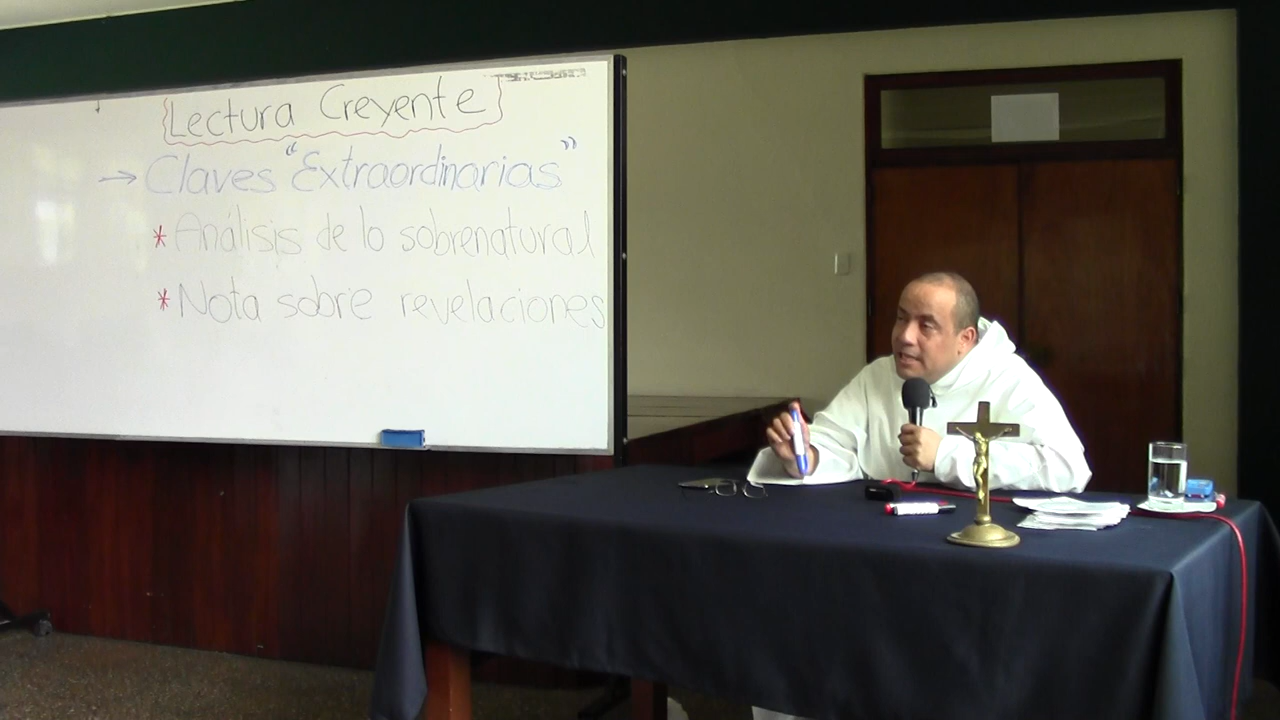 Lectura Creyente
→ Claves "Extraordinarias"
* Análisis de lo sobrenatural
* Nota sobre revelaciones